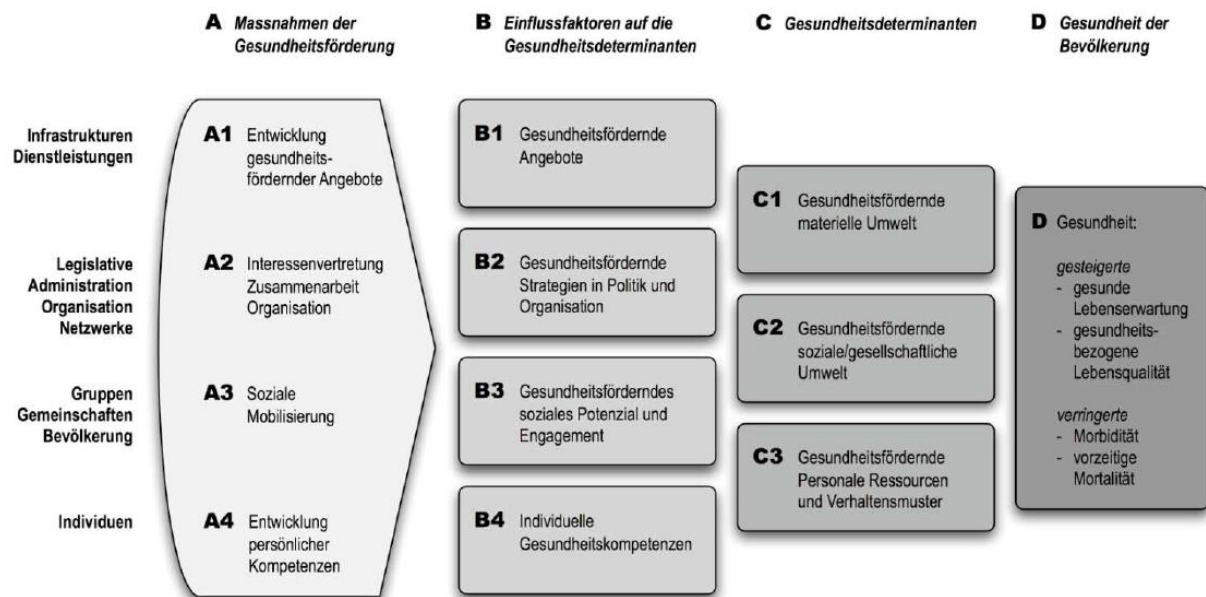 A Massnahmen der
Gesundheitsförderung
B Einflussfaktoren auf die
Gesundheitsdeterminanten
C Gesundheitsdeterminanten
D Gesundheit der
Bevölkerung
Infrastrukturen
Dienstleistungen
A1 Entwicklung
gesundheits-
fördernder Angebote
B1 Gesundheitsfördernde
Angebote
Legislative
Administration
Organisation
Netzwerke
A2 Interessenvertretung
Zusammenarbeit
Organisation
B2 Gesundheitsfördernde
Strategien in Politik und
Organisation
Gruppen
Gemeinschaften
Bevölkerung
A3 Soziale
Mobilisierung
B3 Gesundheitsförderndes
soziales Potenzial und
Engagement
Individuen
A4 Entwicklung
persönlicher
Kompetenzen
B4 Individuelle
Gesundheitskompetenzen
C1 Gesundheitsfördernde
materielle Umwelt
C2 Gesundheitsfördernde
soziale/gesellschaftliche
Umwelt
C3 Gesundheitsfördernde
Personale Ressourcen
und Verhaltensmuster
D Gesundheit:
gesteigerte
- gesunde
Lebenserwartung
- gesundheits-
bezogene
Lebensqualität
verringerte
- Morbidität
- vorzeitige
Mortalität